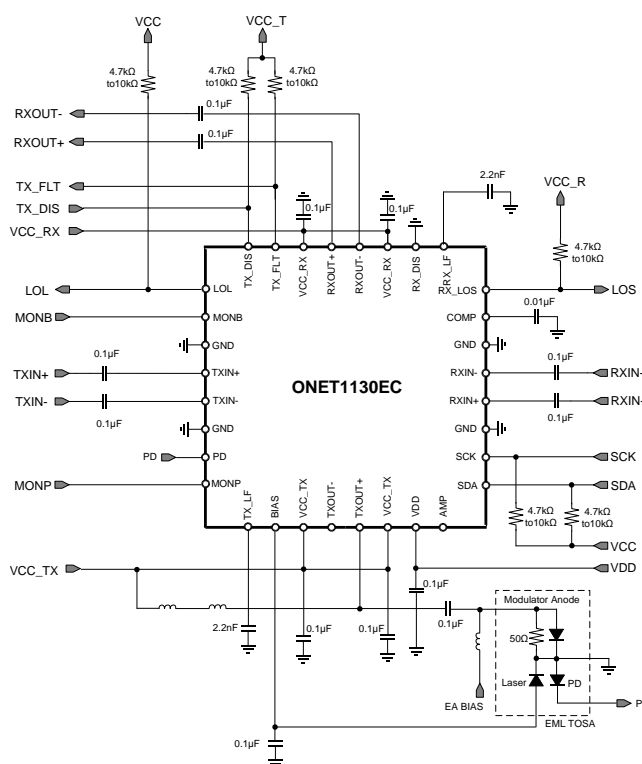 VCC
VCC_T
4.7kΩ
to10kΩ
4.7kΩ
to10kΩ
4.7kΩ
to10kΩ
RXOUT-
0.1µF
RXOUT+
0.1µF
TX_FLT
TX_DIS
VCC_RX
0.1µF
0.1µF
2.2nF
VCC_R
4.7kΩ
to10kΩ
TX_DIS
TX_FLT
VCC_RX
RXOUT+
RXOUT-
VCC_RX
RX_DIS
RX_LF
LOL
LOL
RX_LOS
LOS
MONB
MONB
COMP
0.01µF
GND
GND
TXIN+
0.1µF
TXIN+
ONET1130EC
RXIN-
0.1µF
RXIN-
TXIN-
0.1µF
TXIN-
RXIN+
0.1µF
RXIN
GND
GND
PD
PD
SCK
SCK
MONP
MONP
SDA
SDA
TX_LF
BIAS
VCC_TX
TXOUT-
TXOUT+
VCC_TX
VDD
AMP
4.7kΩ
to10kΩ
4.7kΩ
to10kΩ
VCC
VCC_TX
VDD
0.1µF
2.2nF
0.1µF
0.1µF
0.1µF
Modulator Anode
50Ω
Laser
PD
EA BIAS
P
EML TOSA
0.1µF